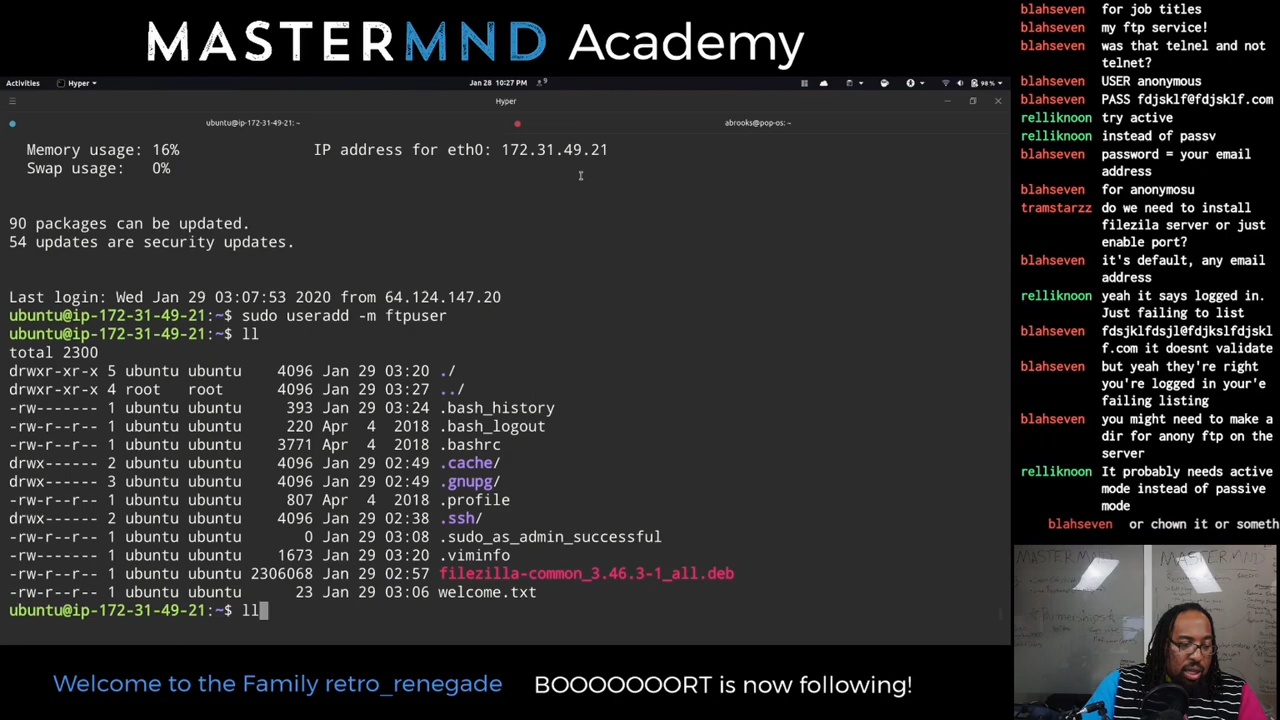 MASTERMND Academy
Activities Hyper Jan 28 10:27 PM 9 98 %
Hyper
ubuntu@ip-172-31-49-21: ~ abrooks@pop-os: ~
Memory usage: 16% IP address for eth0: 172.31.49.21
Swap usage: 0%
90 packages can be updated.
54 updates are security updates.
Last login: Wed Jan 29 03:07:53 2020 from 64.124.147.20
ubuntu@ip-172-31-49-21:~$ sudo useradd -m ftpuser
ubuntu@ip-172-31-49-21:~$ ll
total 2300
drwxr-xr-x 5 ubuntu ubuntu 4096 Jan 29 03:20 ./
drwxr-xr-x 4 root root 4096 Jan 29 03:27 ../
-rw------- 1 ubuntu ubuntu 393 Jan 29 03:24 .bash_history
-rw-r--r-- 1 ubuntu ubuntu 220 Apr 4 2018 .bash_logout
-rw-r--r-- 1 ubuntu ubuntu 3771 Apr 4 2018 .bashrc
drwx------ 2 ubuntu ubuntu 4096 Jan 29 02:49 .cache/
drwx------ 3 ubuntu ubuntu 4096 Jan 29 02:49 .gnupg/
-rw-r--r-- 1 ubuntu ubuntu 807 Apr 4 2018 .profile
drwx------ 2 ubuntu ubuntu 4096 Jan 29 02:38 .ssh/
-rw-r--r-- 1 ubuntu ubuntu 0 Jan 29 03:08 .sudo_as_admin_successful
-rw------- 1 ubuntu ubuntu 1673 Jan 29 03:20 .viminfo
-rw-r--r-- 1 ubuntu ubuntu 2306068 Jan 29 02:57 filezilla-common_3.46.3-1_all.deb
-rw-r--r-- 1 ubuntu ubuntu 23 Jan 29 03:06 welcome.txt
ubuntu@ip-172-31-49-21:~$ ll
blahseven for job titles
blahseven my ftp service!
blahseven was that telnel and not
telnet?
blahseven USER anonymous
blahseven PASS fdjsklf@fdjsklf.com
relliknoon try active
relliknoon instead of passv
blahseven password = your email
address
blahseven for anonymosu
tramstarzz do we need to install
filezila server or just
enable port?
blahseven it's default, any email
address
relliknoon yeah it says logged in.
Just failing to list
blahseven fdsjklfdsjl@fdjkslfdjskl
f.com it doesnt validate
blahseven but yeah they're right
you're logged in your'e
failing listing
blahseven you might need to make a
dir for anony ftp on the
server
relliknoon It probably needs active
mode instead of passive
mode
blahseven or chown it or someth
MASTERMND MASTERMND
Welcome to the Family retro_renegade BOOOOOOORT is now following!